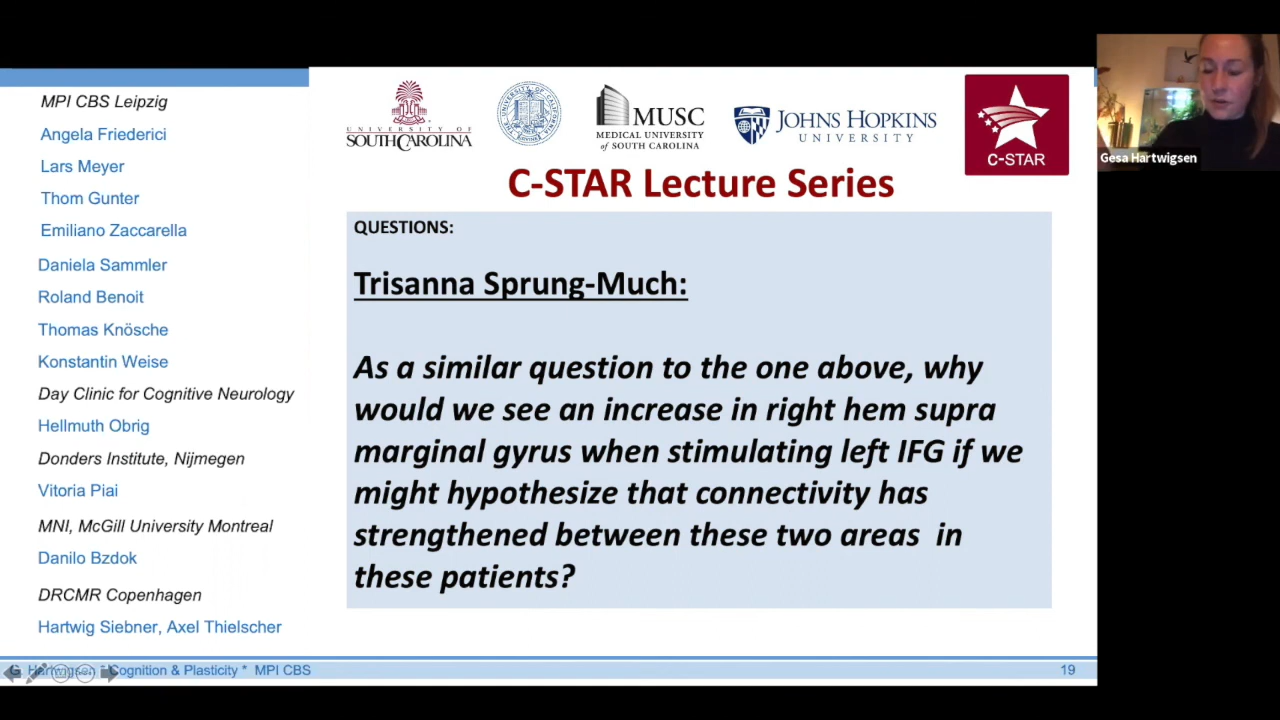 MPI CBS Leipzig
Angela Friederici
Lars Meyer
Thom Gunter
Emiliano Zaccarella
Daniela Sammler
Roland Benoit
Thomas Knösche
Konstantin Weise
Day Clinic for Cognitive Neurology
Hellmuth Obrig
Donders Institute, Nijmegen
Vitoria Piai
MNI, McGill University Montreal
Danilo Bzdok
DRCMR Copenhagen
Hartwig Siebner, Axel Thielscher
UNIVERSITY OF
SOUTH CAROLINA
MUSC
MEDICAL UNIVERSITY
of SOUTH CAROLINA
JOHNS HOPKINS
UNIVERSITY
C-STAR
C-STAR Lecture Series
QUESTIONS:
Trisanna Sprung-Much:
As a similar question to the one above, why
would we see an increase in right hem supra
marginal gyrus when stimulating left IFG if we
might hypothesize that connectivity has
strengthened between these two areas in
these patients?
G. Hartwigsen * Cognition & Plasticity * MPI CBS
19
Gesa Hartwigsen